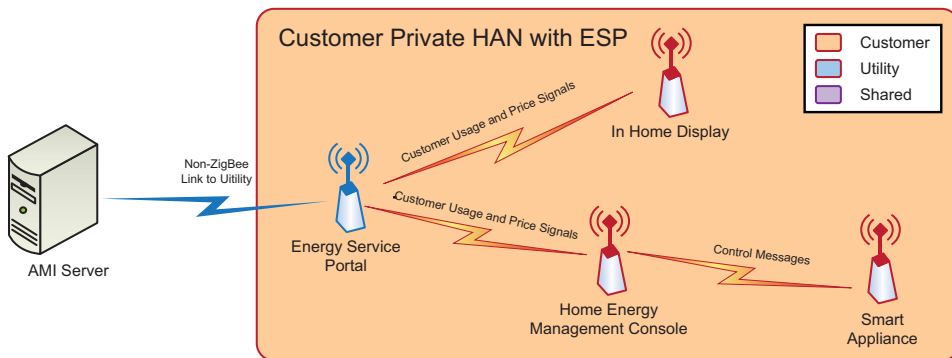 Customer Private HAN with ESP
Customer
Utility
Shared
Customer Usage and Price Signals
In Home Display
Non-ZigBee
Link to Uitility
Customer Usage and Price Signals
AMI Server
Energy Service
Portal
Control Messages
Home Energy
Management Console
Smart
Appliance